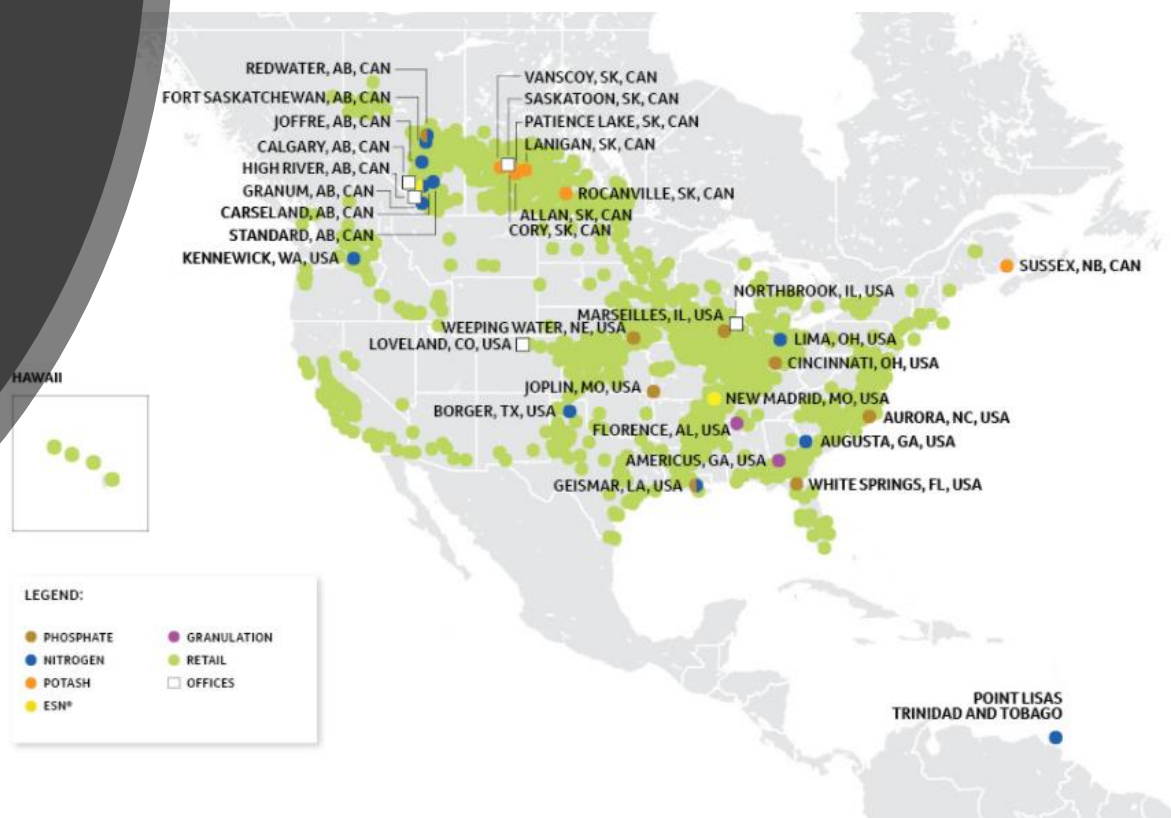 REDWATER, AB, CAN
FORT SASKATCHEWAN, AB, CAN
JOFFRE, AB, CAN
CALGARY, AB, CAN
HIGH RIVER, AB, CAN
GRANUM, AB, CAN
CARSELAND, AB, CAN
STANDARD, AB, CAN
KENNEWICK, WA, USA
VANSCOY, SK, CAN
SASKATOON, SK, CAN
PATIENCE LAKE, SK, CAN
LANIGAN, SK, CAN
ROCANVILLE, SK, CAN
ALLAN, SK, CAN
CORY, SK, CAN
SUSSEX, NB, CAN
NORTHBROOK, IL, USA
MARSEILLES, IL, USA
WEEPING WATER, NE, USA
LOVELAND, CO, USA
LIMA, OH, USA
CINCINNATI, OH, USA
JOPLIN, MO, USA
NEW MADRID, MO, USA
BORGER, TX, USA
AURORA, NC, USA
FLORENCE, AL, USA
AUGUSTA, GA, USA
AMERICUS, GA, USA
GEISMAR, LA, USA
WHITE SPRINGS, FL, USA
HAWAII
LEGEND:
PHOSPHATE
NITROGEN
POTASH
ESN®
GRANULATION
RETAIL
OFFICES
POINT LISAS
TRINIDAD AND TOBAGO